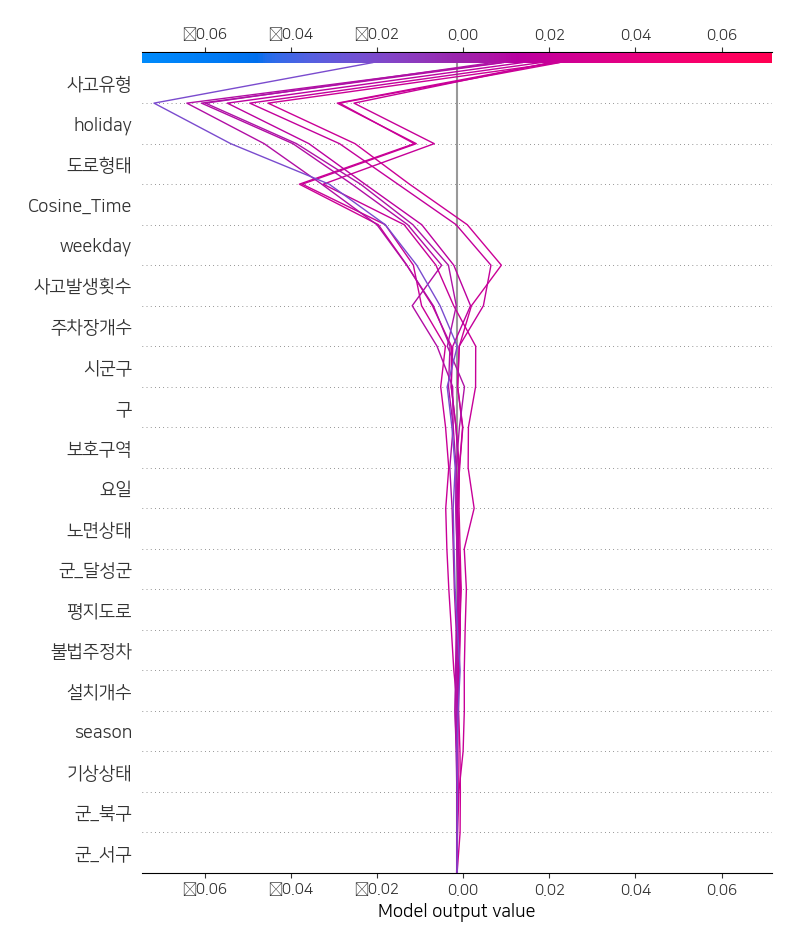 ☒0.06 ☒0.04 ☒0.02 0.00 0.02 0.04 0.06
사고유형
holiday
도로형태
Cosine_Time
weekday
사고발생횟수
주차장개수
시군구
구
보호구역
요일
노면상태
군_달성군
평지도로
불법주정차
설치개수
season
기상상태
군_북구
군_서구
☒0.06 ☒0.04 ☒0.02 0.00 0.02 0.04 0.06
Model output value